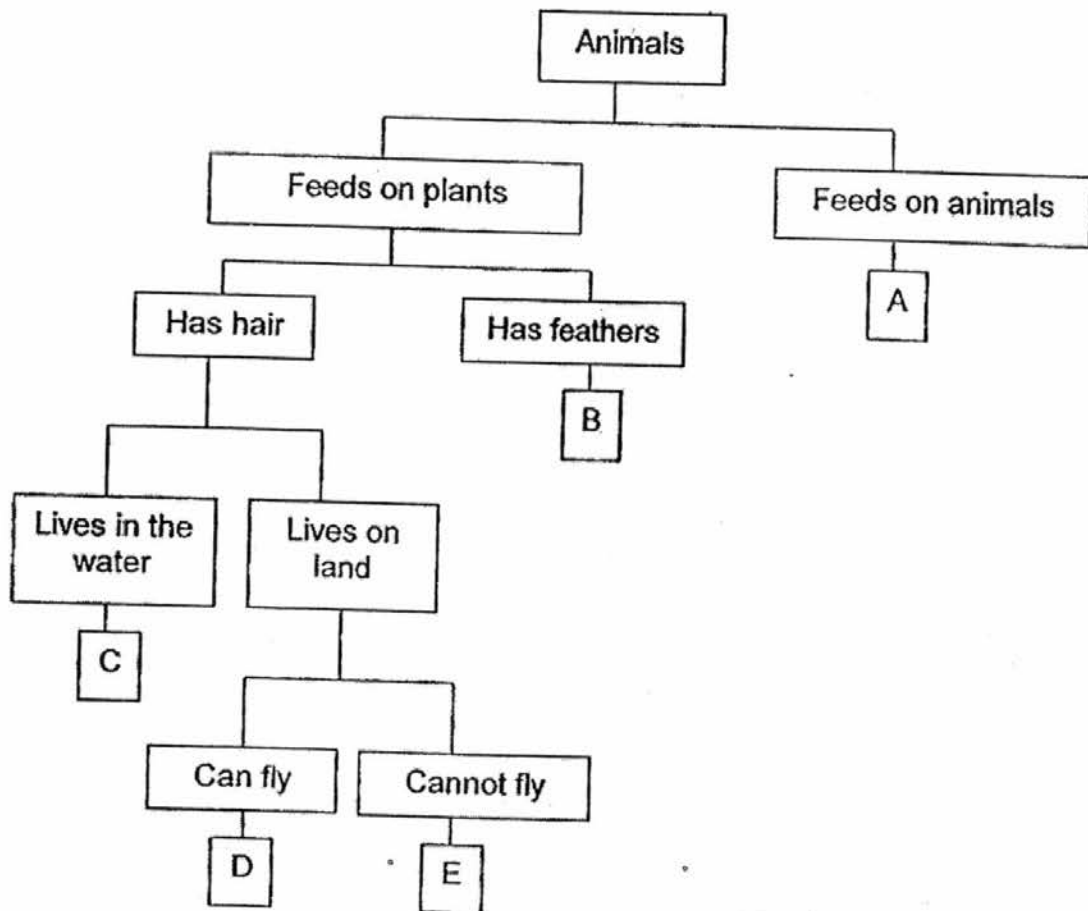 Animals
Feeds on plants
Feeds on animals
A
Has hair
Has feathers
B
Lives in the
water
Lives on
land
C
Can fly
Cannot fly
D
E